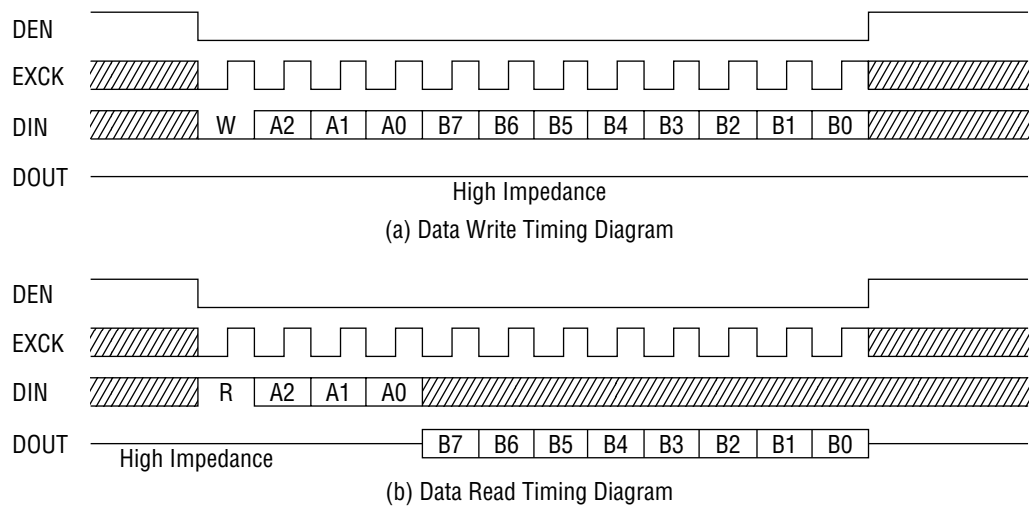 DEN
EXCK
DIN W A2 A1 A0 B7 B6 B5 B4 B3 B2 B1 B0
DOUT
High Impedance
(a) Data Write Timing Diagram
DEN
EXCK
DIN R A2 A1 A0
DOUT B7 B6 B5 B4 B3 B2 B1 B0
High Impedance
(b) Data Read Timing Diagram